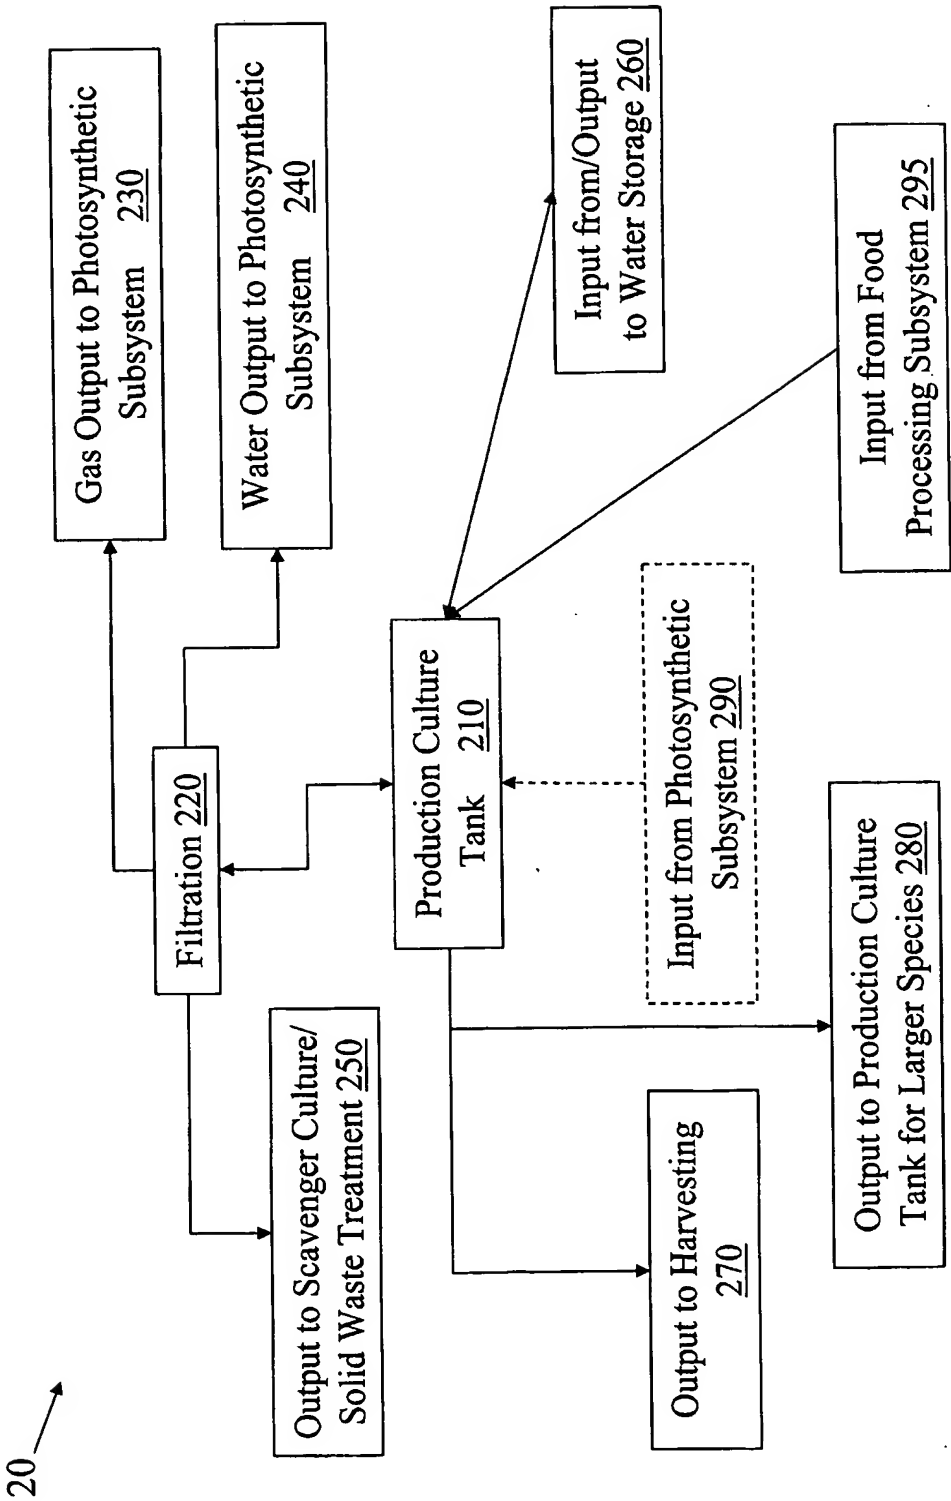 20
Gas Output to Photosynthetic
Subsystem 230
Filtration 220
Water Output to Photosynthetic
Subsystem 240
Output to Scavenger Culture/
Solid Waste Treatment 250
Production Culture
Tank 210
Input from/Output
to Water Storage 260
Input from Photosynthetic
Subsystem 290
Output to Harvesting
270
Output to Production Culture
Tank for Larger Species 280
Input from Food
Processing Subsystem 295